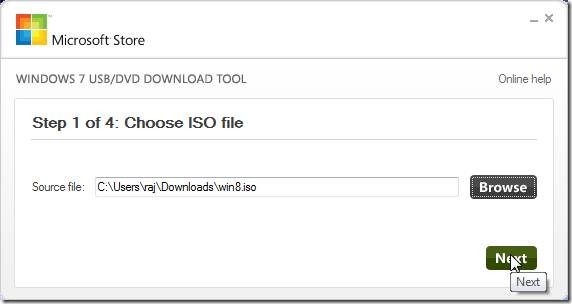 Microsoft Store
WINDOWS 7 USB/DVD DOWNLOAD TOOL
Online help
Step 1 of 4: Choose ISO file
Source file:
C:\Users\raj\Downloads\win8.iso
Browse
Next
Next